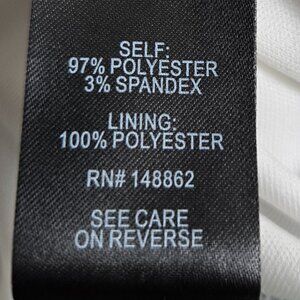 SELF:
97% POLYESTER
3% SPANDEX
LINING:
100% POLYESTER
RN# 148862
SEE CARE
ON REVERSE